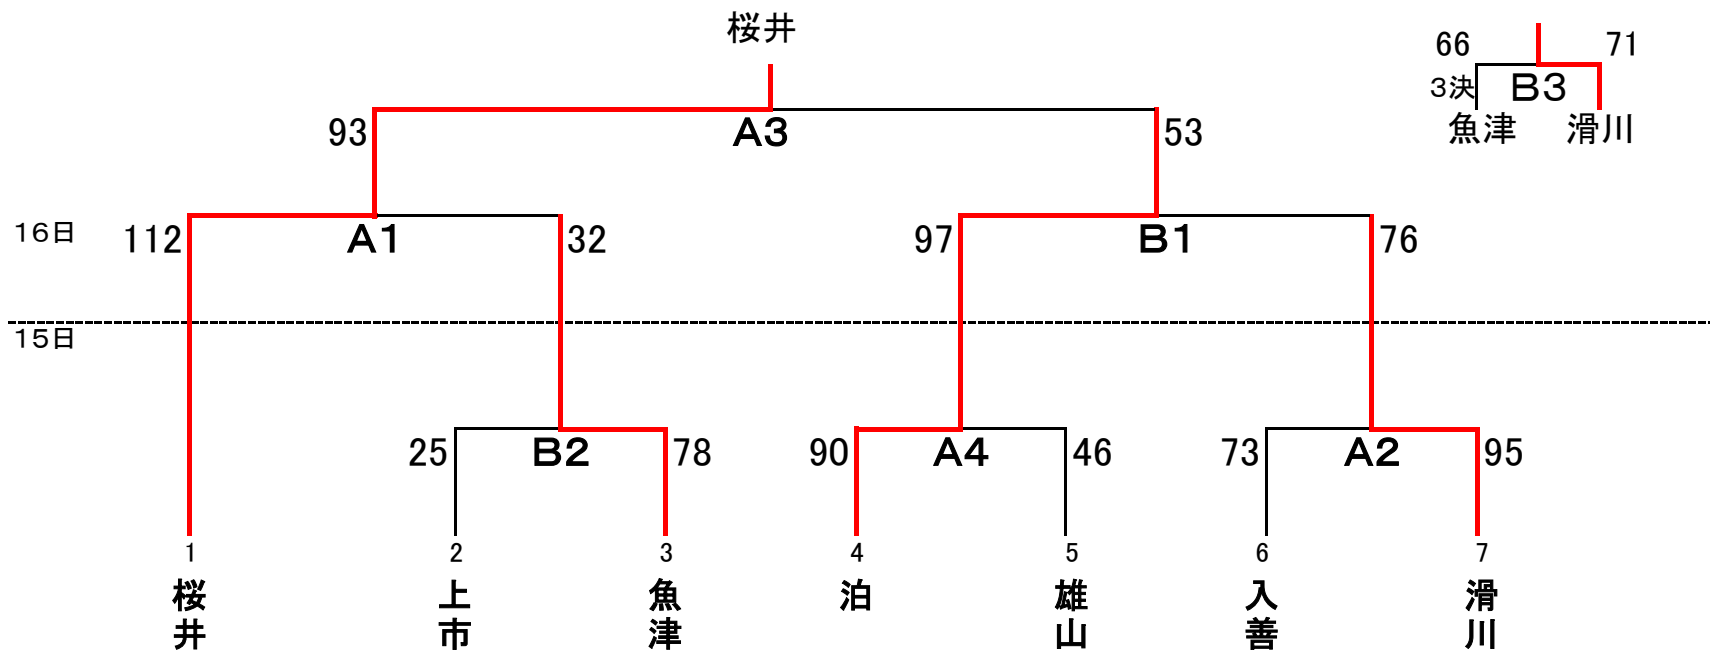 桜井
66 71
3決 B3
魚津 滑川
93 A3 53
16日 112 A1 32 97 B1 76
15日
25 B2 78 90 A4 46 73 A2 95
1 2 3 4 5 6 7
桜井 上市 魚津 泊 雄山 入善 滑川